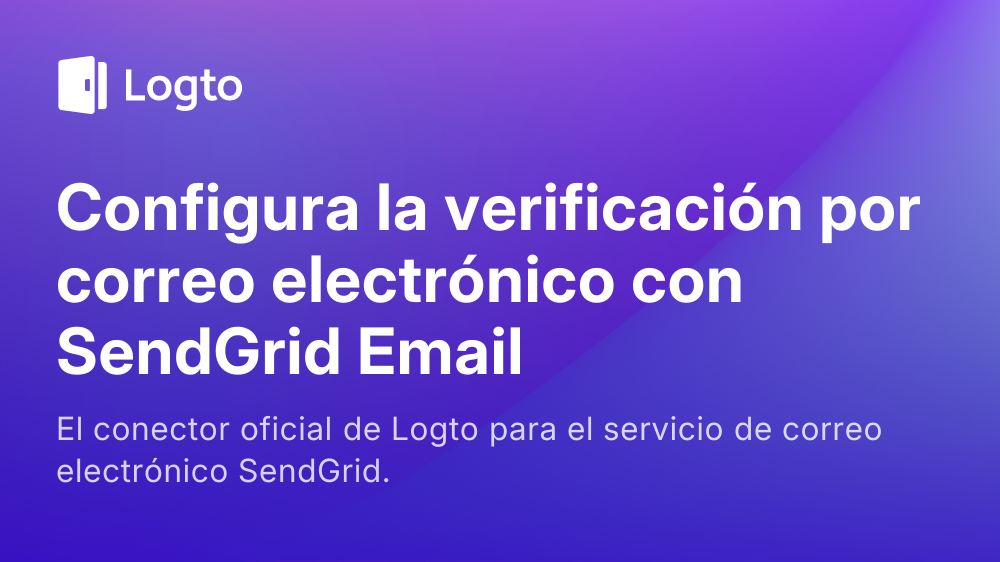 Logto
Configura la verificación por
correo electrónico con
SendGrid Email
El conector oficial de Logto para el servicio de correo
electrónico SendGrid.